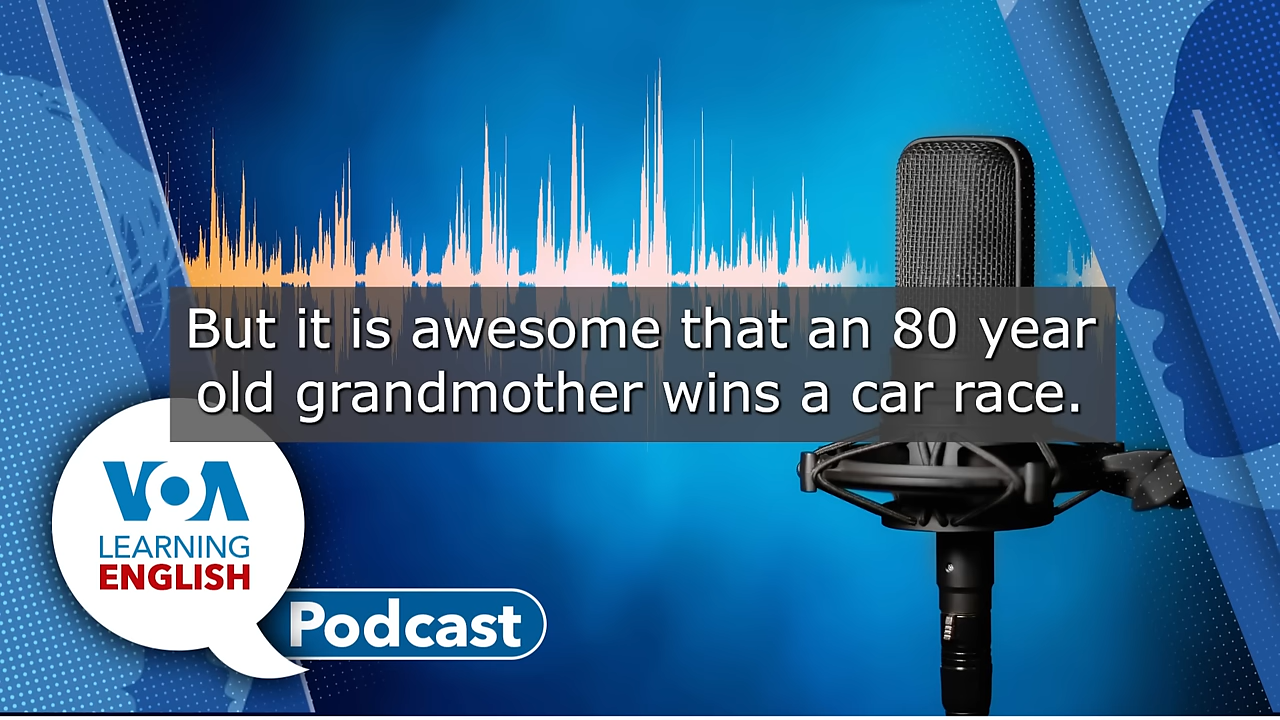 But it is awesome that an 80 year
old grandmother wins a car race.
VOA
LEARNING
ENGLISH
Podcast